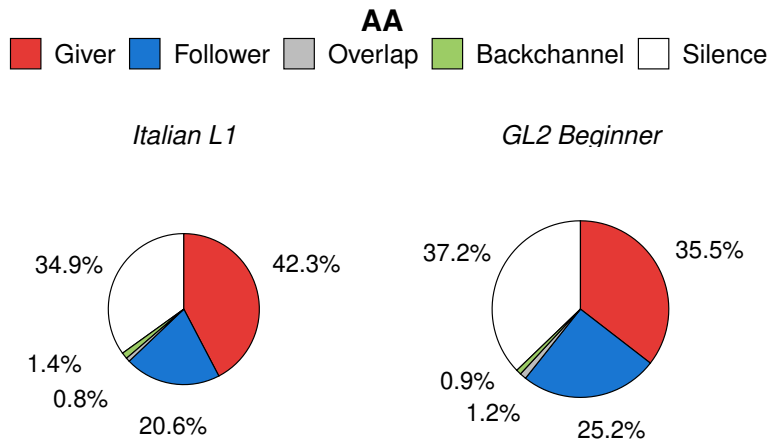 AA
Giver Follower Overlap Backchannel Silence
Italian L1 GL2 Beginner
34.9% 42.3% 37.2% 35.5%
1.4% 0.9%
0.8% 1.2%
20.6% 25.2%